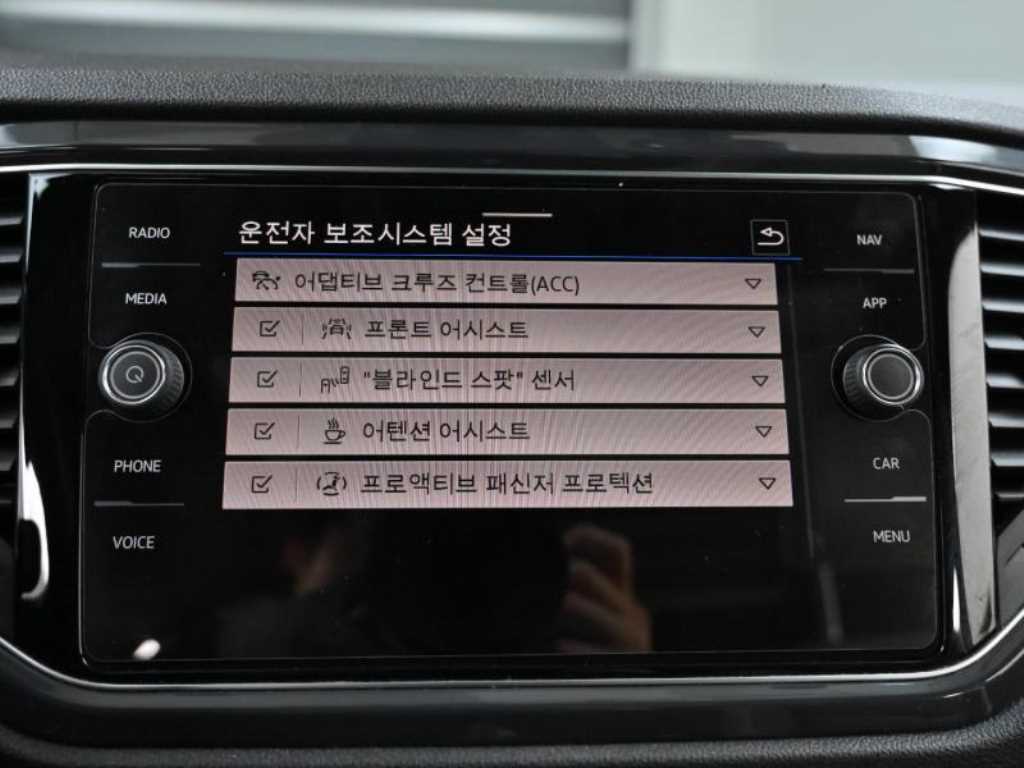 RADIO
MEDIA
PHONE
VOICE
운전자 보조시스템 설정
어댑티브 크루즈 컨트롤(ACC)
프론트 어시스트
"블라인드 스팟" 센서
어텐션 어시스트
프로액티브 패신저 프로텍션
NAV
APP
CAR
MENU